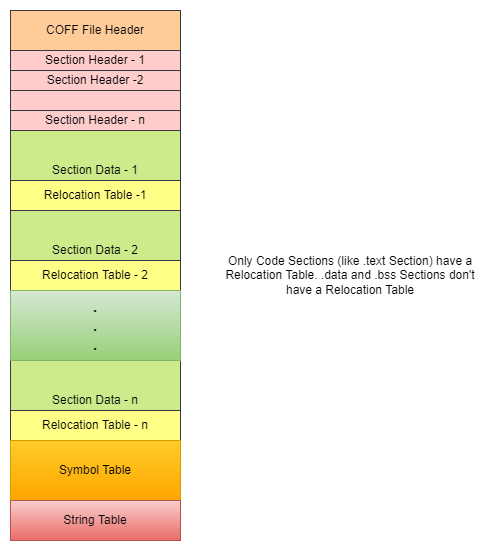 COFF File Header
Section Header - 1
Section Header -2
Section Header - n
Section Data - 1
Relocation Table -1
Section Data - 2
Relocation Table - 2
.
.
.
Section Data - n
Relocation Table - n
Symbol Table
String Table
Only Code Sections (like .text Section) have a
Relocation Table. .data and .bss Sections don't
have a Relocation Table